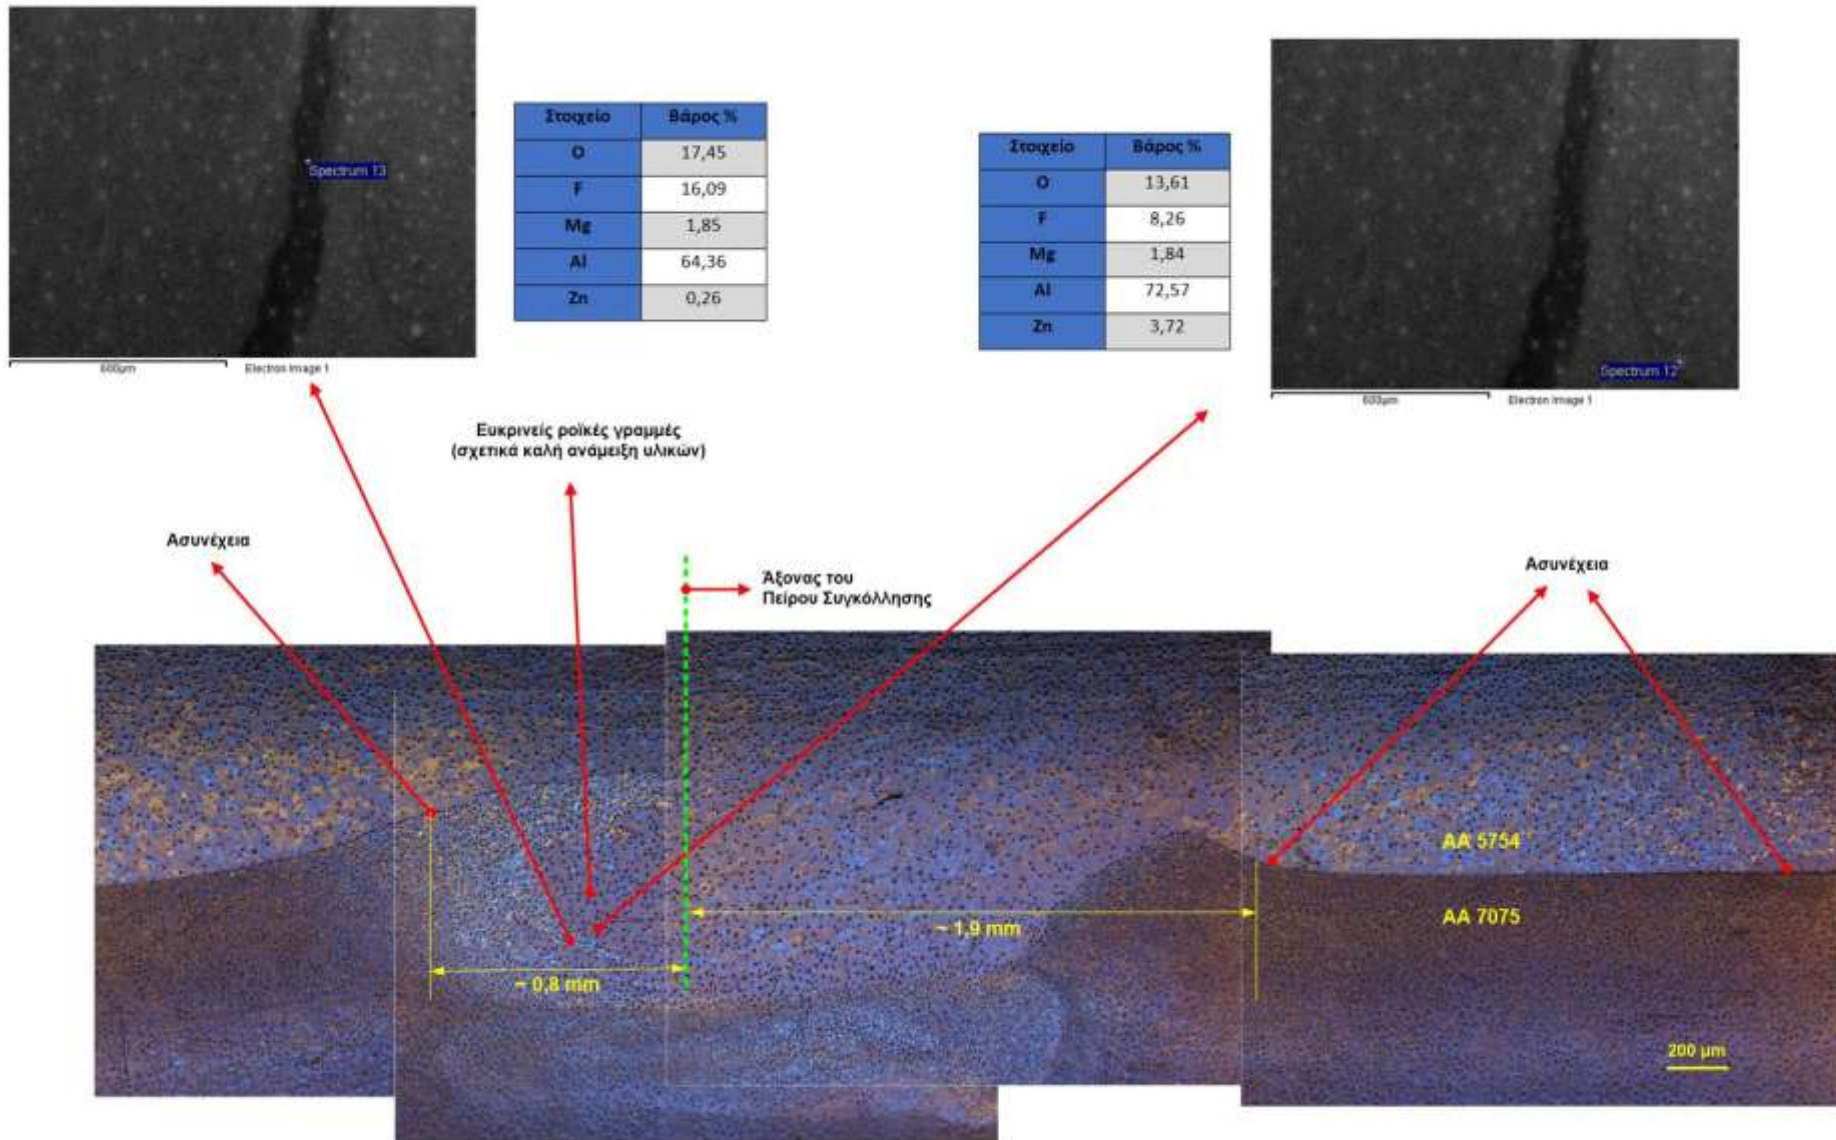 Spectrum 13
600µm
Electron Image 1
Στοιχείο Βάρος %
O 17,45
F 16,09
Mg 1,85
Al 64,36
Zn 0,26
Στοιχείο Βάρος %
O 13,61
F 8,26
Mg 1,84
Al 72,57
Zn 3,72
Spectrum 12
600µm
Electron Image 1
Ευκρινείς ροϊκές γραμμές
(σχετικά καλή ανάμειξη υλικών)
Ασυνέχεια
Άξονας του
Πείρου Συγκόλλησης
Ασυνέχεια
AA 5754
AA 7075
~ 1,9 mm
~ 0,8 mm
200 µm